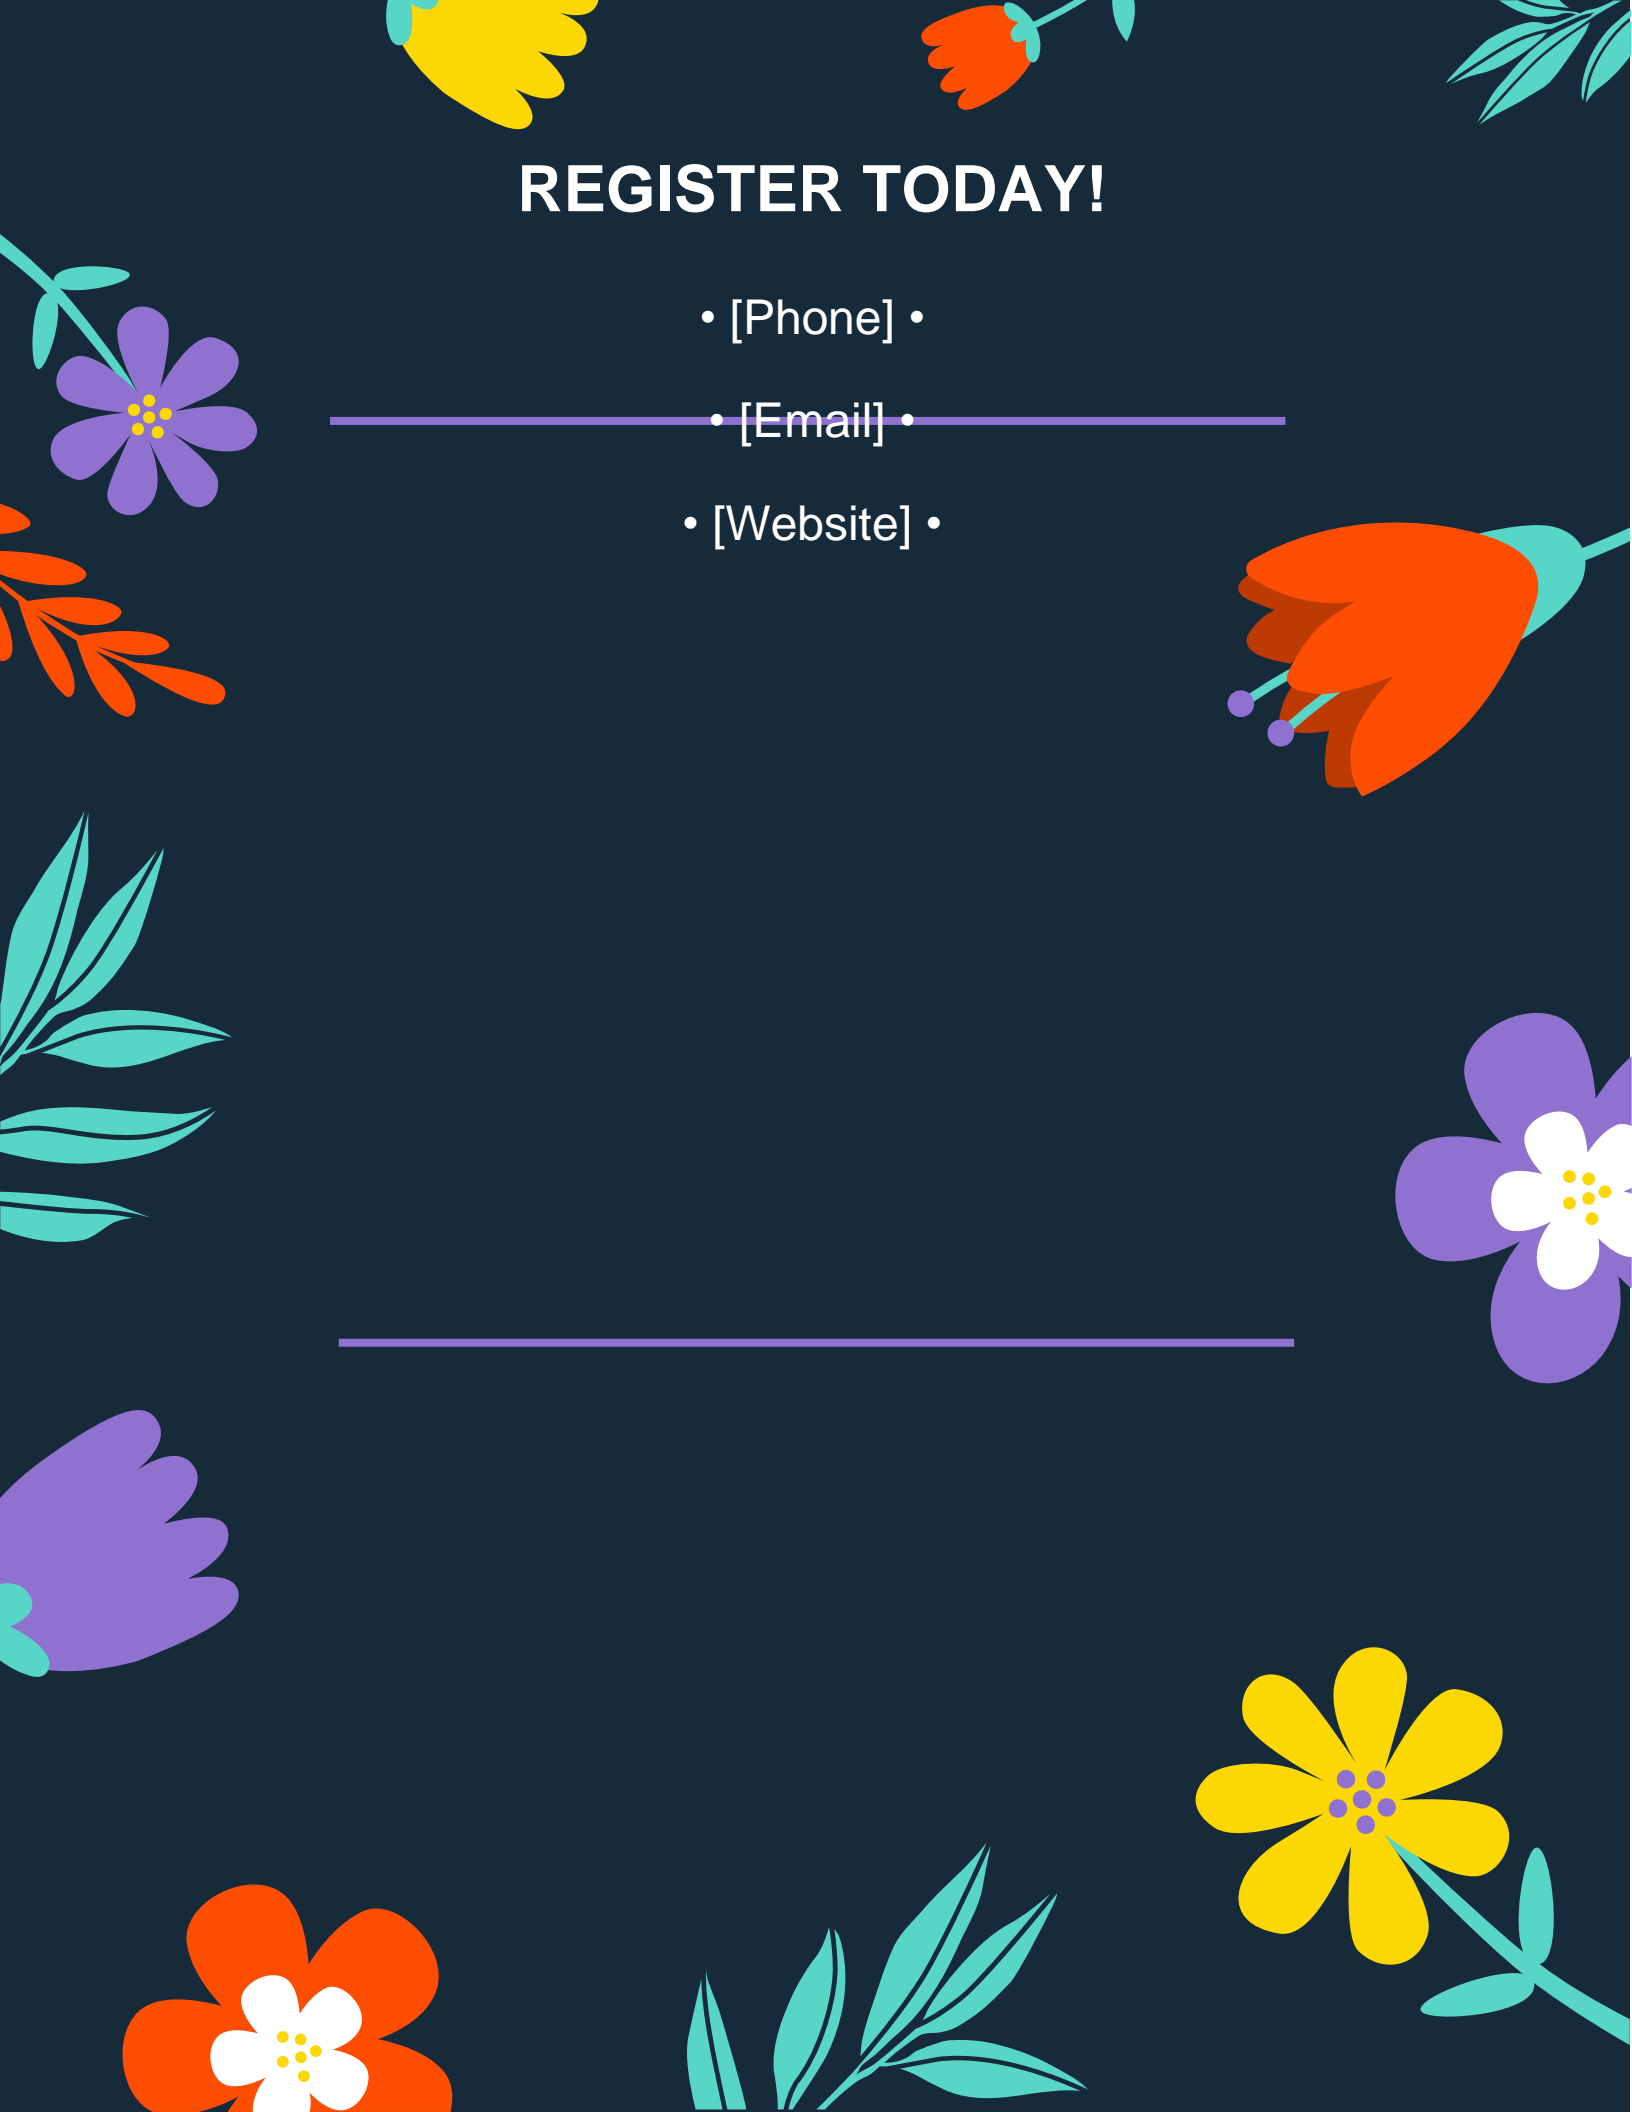 REGISTER TODAY!
• [Phone] •
• [Email] •
• [Website] •